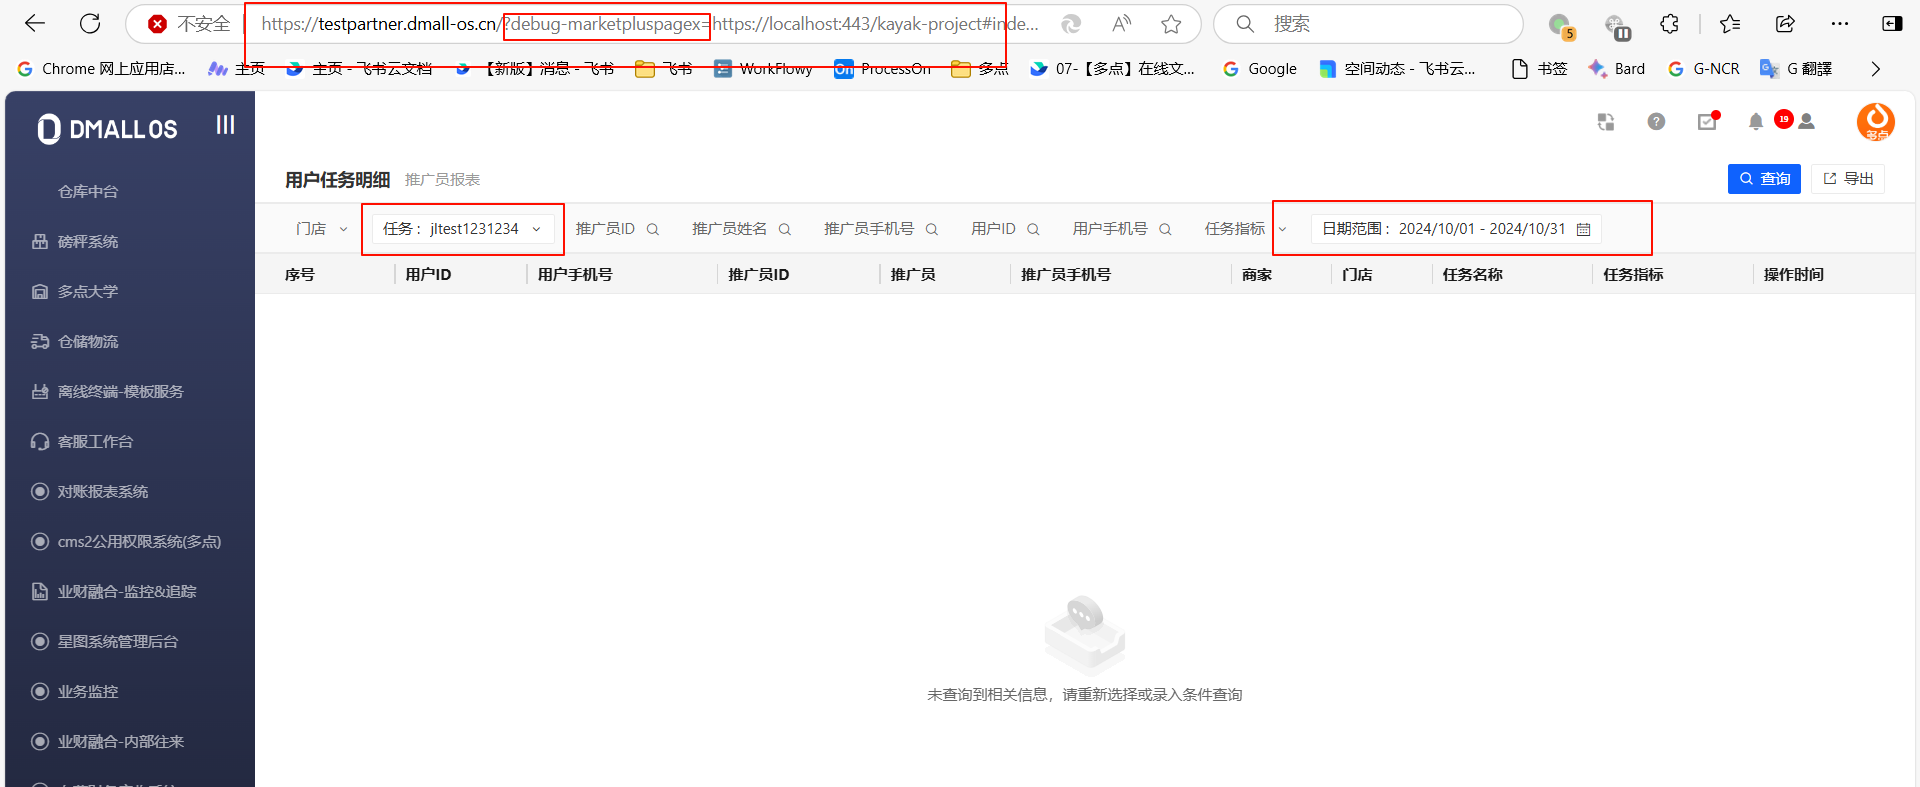 不安全 https://testpartner.dmall-os.cn/?debug-marketpluspagex=https://localhost:443/kayak-project#inde... A 搜索 5
Chrome 网上应用店... 主页 主页 - 飞书云文档 【新版】消息 - 飞书 飞书 WorkFlowy On ProcessOn 多点 07-【多点】在线文... Google 空间动态 - 飞书云... 书签 Bard G-NCR G 翻譯
DMALL OS
19
多点
用户任务明细 推广员报表 查询 导出
门店 任务： jltest1231234 推广员ID 推广员姓名 推广员手机号 用户ID 用户手机号 任务指标 日期范围： 2024/10/01 - 2024/10/31
序号 用户ID 用户手机号 推广员ID 推广员 推广员手机号 商家 门店 任务名称 任务指标 操作时间
仓库中台
磅秤系统
多点大学
仓储物流
离线终端-模板服务
客服工作台
对账报表系统
cms2公用权限系统(多点)
业财融合-监控&追踪
星图系统管理后台
业务监控
业财融合-内部往来
未查询到相关信息，请重新选择或录入条件查询